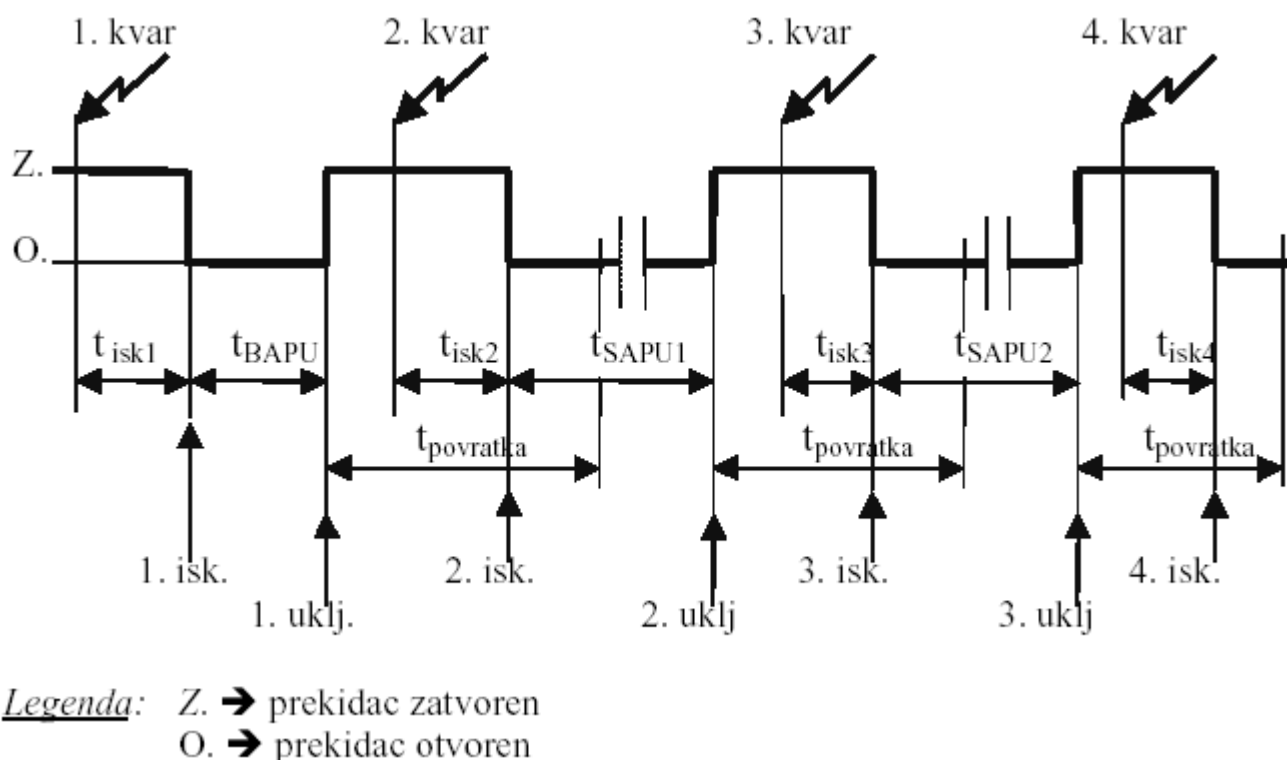 1. kvar 2. kvar 3. kvar 4. kvar
Z.
O.
t isk1 tBAPU tisk2 tSAPU1 tisk3 tSAPU2 tisk4
tpovratka tpovratka tpovratka
1. isk. 2. isk. 3. isk. 4. isk.
1. uklj. 2. uklj 3. uklj
Legenda: Z. ➔ prekidac zatvoren
O. ➔ prekidac otvoren